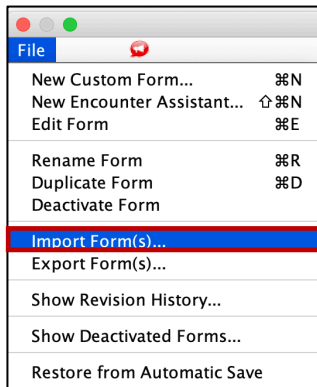 File
New Custom Form... ⌘N
New Encounter Assistant... ⇧⌘N
Edit Form ⌘E
Rename Form ⌘R
Duplicate Form ⌘D
Deactivate Form
Import Form(s)...
Export Form(s)...
Show Revision History...
Show Deactivated Forms...
Restore from Automatic Save